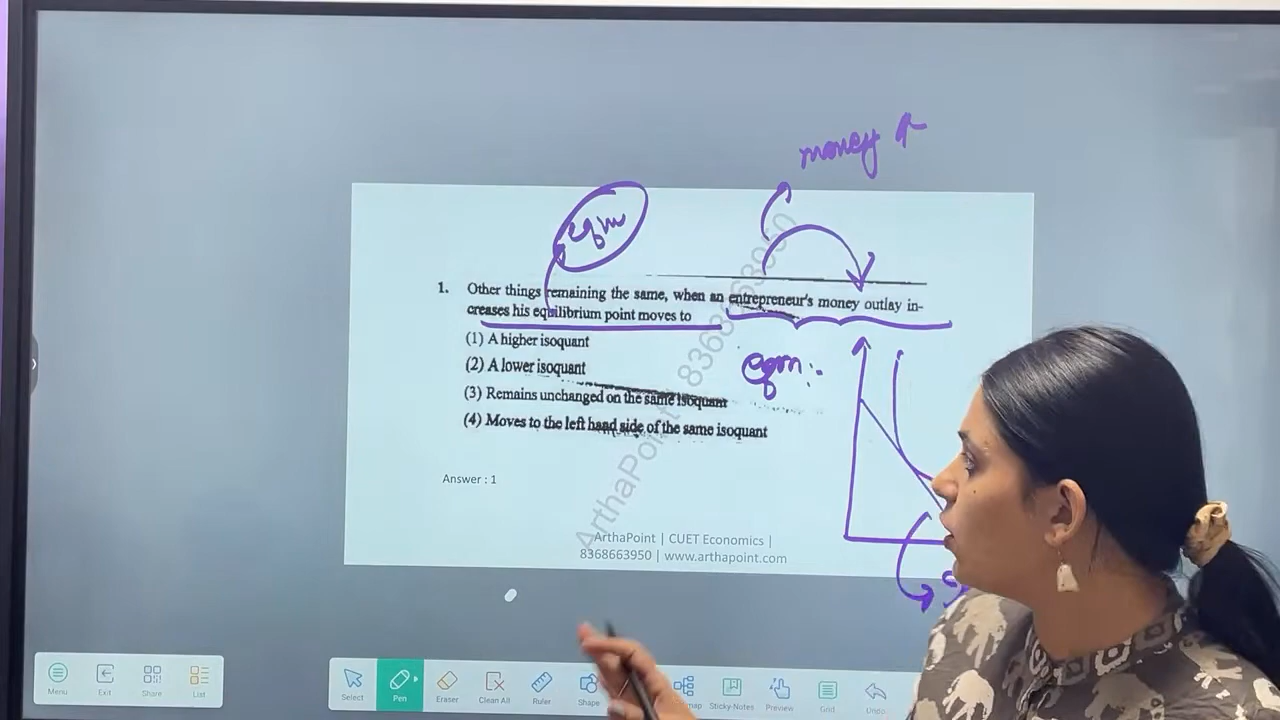 money ↑
eqm
1. Other things remaining the same, when an entrepreneur's money outlay in-
creases his equilibrium point moves to
(1) A higher isoquant
(2) A lower isoquant
(3) Remains unchanged on the same isoquant
(4) Moves to the left hand side of the same isoquant
eqm:-
Answer : 1
ArthaPoint 8368663950
ArthaPoint | CUET Economics |
8368663950 | www.arthapoint.com
Menu
Exit
Share
List
Select
Pen
Eraser
Clean All
Ruler
Shape
Sticky Notes
Preview
Grid
Undo